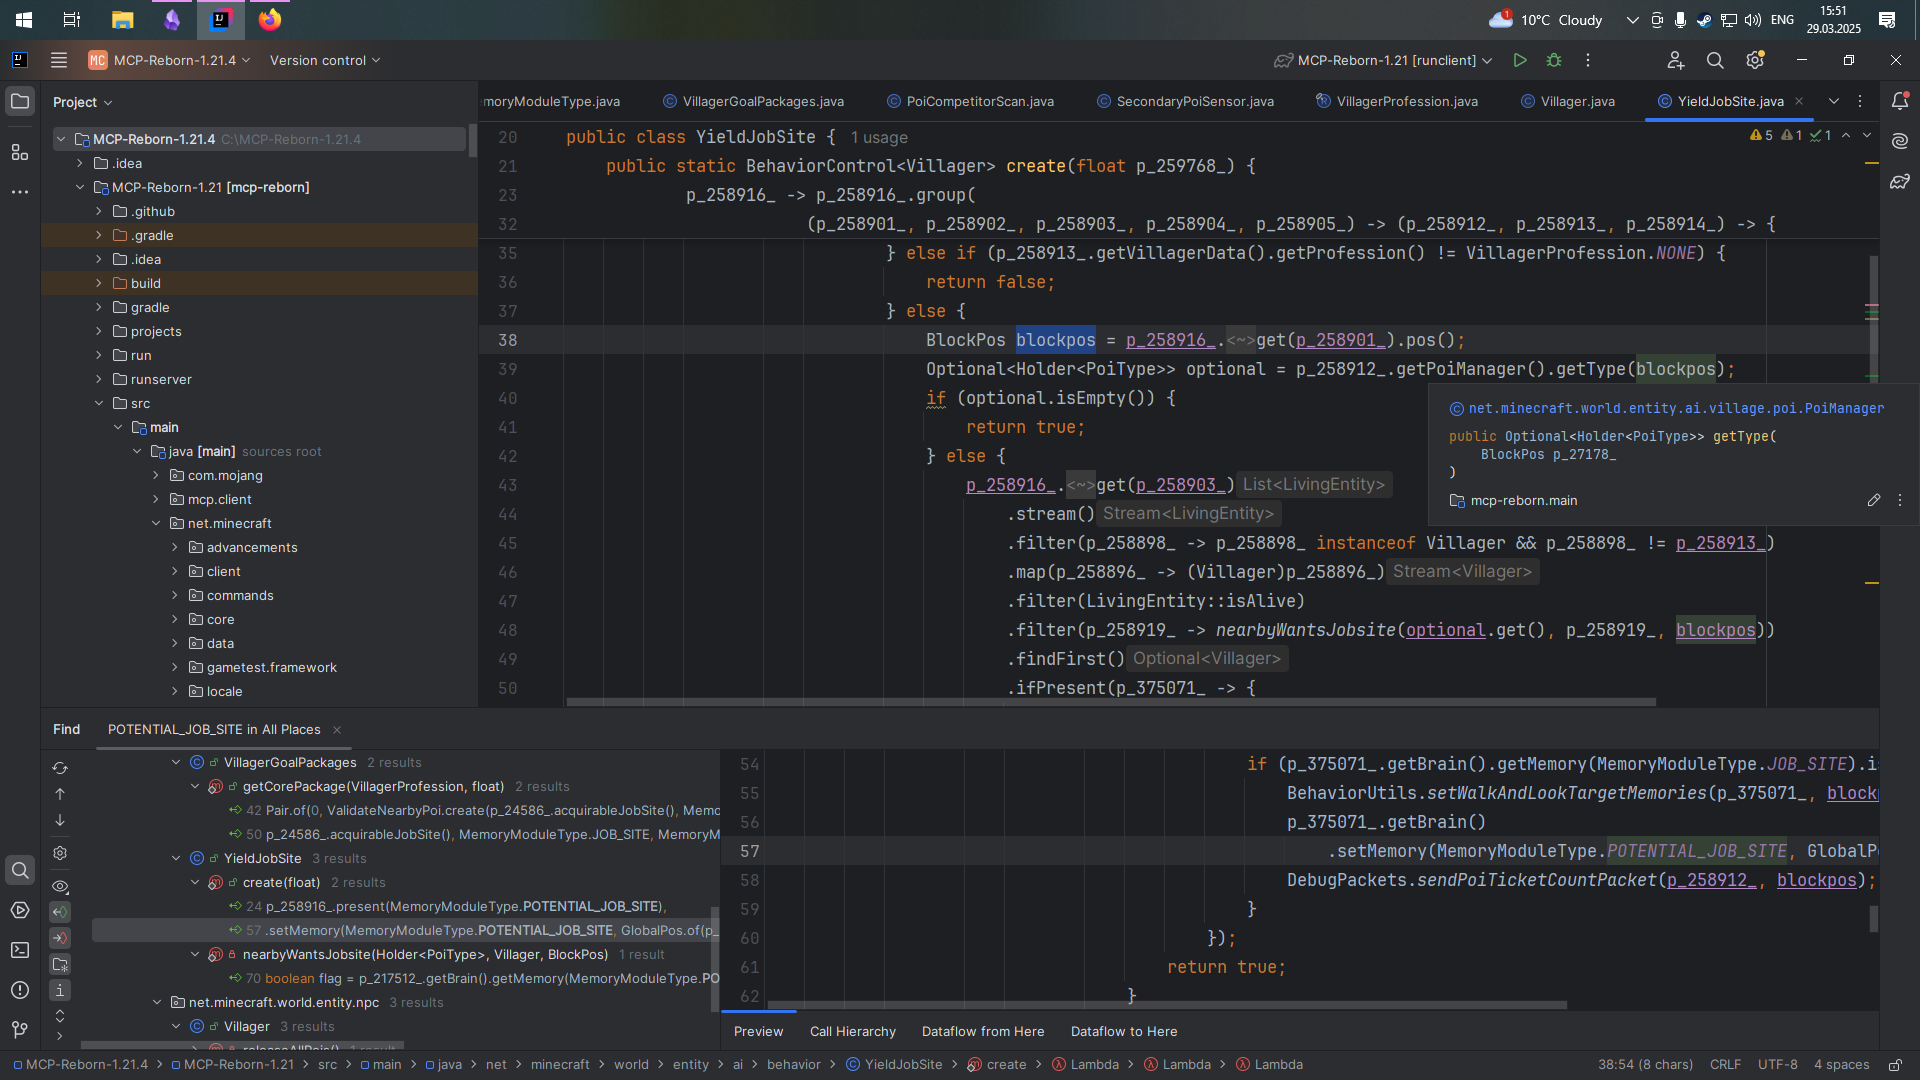 1
10°C Cloudy
ENG
15:51
29.03.2025
MC MCP-Reborn-1.21.4
Version control
MCP-Reborn-1.21 [runclient]
Project
moryModuleType.java
VillagerGoalPackages.java
PoiCompetitorScan.java
SecondaryPoiSensor.java
VillagerProfession.java
Villager.java
YieldJobSite.java
MCP-Reborn-1.21.4 C:\MCP-Reborn-1.21.4
.idea
MCP-Reborn-1.21 [mcp-reborn]
.github
.gradle
.idea
build
gradle
projects
run
runserver
src
main
java [main] sources root
com.mojang
mcp.client
net.minecraft
advancements
client
commands
core
data
gametest.framework
locale
5 1 1
20 public class YieldJobSite { 1 usage
21 public static BehaviorControl<Villager> create(float p_259768_) {
23 p_258916_ -> p_258916_.group(
32 (p_258901_, p_258902_, p_258903_, p_258904_, p_258905_) -> (p_258912_, p_258913_, p_258914_) -> {
35 } else if (p_258913_.getVillagerData().getProfession() != VillagerProfession.NONE) {
36 return false;
37 } else {
38 BlockPos blockpos = p_258916_.<~>get(p_258901_).pos();
39 Optional<Holder<PoiType>> optional = p_258912_.getPoiManager().getType(blockpos);
40 if (optional.isEmpty()) {
41 return true;
42 } else {
43 p_258916_.<~>get(p_258903_) List<LivingEntity>
44 .stream() Stream<LivingEntity>
45 .filter(p_258898_ -> p_258898_ instanceof Villager && p_258898_ != p_258913_)
46 .map(p_258896_ -> (Villager)p_258896_) Stream<Villager>
47 .filter(LivingEntity::isAlive)
48 .filter(p_258919_ -> nearbyWantsJobsite(optional.get(), p_258919_, blockpos))
49 .findFirst() Optional<Villager>
50 .ifPresent(p_375071_ -> {
net.minecraft.world.entity.ai.village.poi.PoiManager
public Optional<Holder<PoiType>> getType(
BlockPos p_27178_
)
mcp-reborn.main
Find
POTENTIAL_JOB_SITE in All Places
VillagerGoalPackages 2 results
getCorePackage(VillagerProfession, float) 2 results
42 Pair.of(0, ValidateNearbyPoi.create(p_24586_.acquirableJobSite(), Memo
50 p_24586_.acquirableJobSite(), MemoryModuleType.JOB_SITE, MemoryM
YieldJobSite 3 results
create(float) 2 results
24 p_258916_.present(MemoryModuleType.POTENTIAL_JOB_SITE),
57 .setMemory(MemoryModuleType.POTENTIAL_JOB_SITE, GlobalPos.of(p_
nearbyWantsJobsite(Holder<PoiType>, Villager, BlockPos) 1 result
70 boolean flag = p_217512_.getBrain().getMemory(MemoryModuleType.PO
net.minecraft.world.entity.npc 3 results
Villager 3 results
releaseAllPois() 1 result
54 if (p_375071_.getBrain().getMemory(MemoryModuleType.JOB_SITE).is
55 BehaviorUtils.setWalkAndLookTargetMemories(p_375071_, blockp
56 p_375071_.getBrain()
57 .setMemory(MemoryModuleType.POTENTIAL_JOB_SITE, GlobalPo
58 DebugPackets.sendPoiTicketCountPacket(p_258912_, blockpos);
59 }
60 });
61 return true;
62 }
Preview
Call Hierarchy
Dataflow from Here
Dataflow to Here
MCP-Reborn-1.21.4 > MCP-Reborn-1.21 > src > main > java > net > minecraft > world > entity > ai > behavior > YieldJobSite > create > Lambda > Lambda > Lambda
38:54 (8 chars)
CRLF
UTF-8
4 spaces